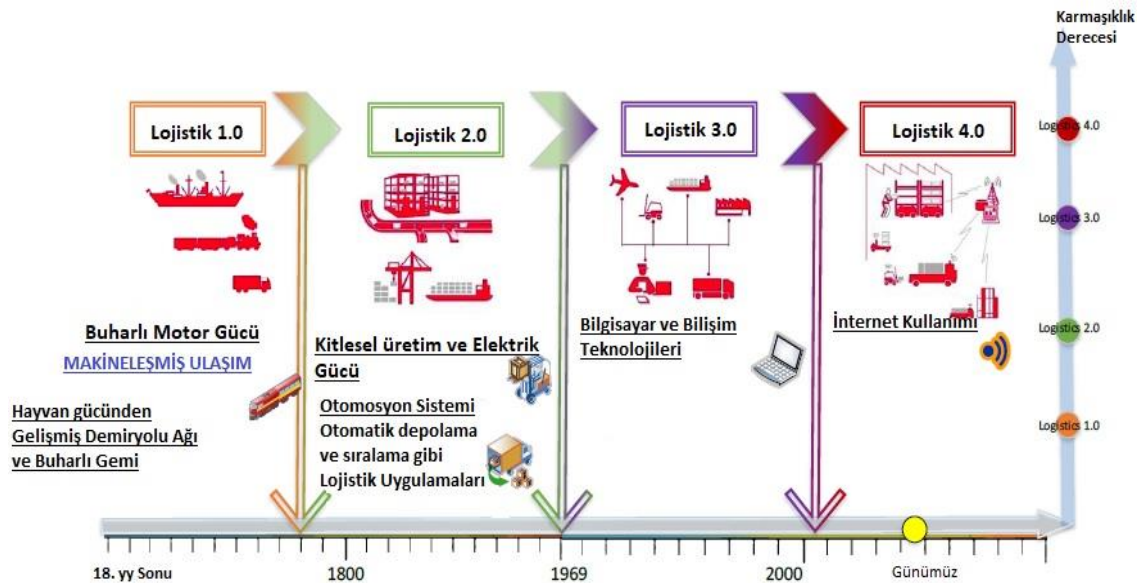 Karmaşıklık
Derecesi
Lojistik 1.0
Lojistik 2.0
Lojistik 3.0
Lojistik 4.0
Logistics 4.0
Logistics 3.0
Logistics 2.0
Logistics 1.0
Buharlı Motor Gücü
MAKİNELEŞMİŞ ULAŞIM
Hayvan gücünden
Gelişmiş Demiryolu Ağı
ve Buharlı Gemi
Kitlesel üretim ve Elektrik
Gücü
Otomosyon Sistemi
Otomatik depolama
ve sıralama gibi
Lojistik Uygulamaları
Bilgisayar ve Bilişim
Teknolojileri
İnternet Kullanımı
18. yy Sonu
1800
1969
2000
Günümüz